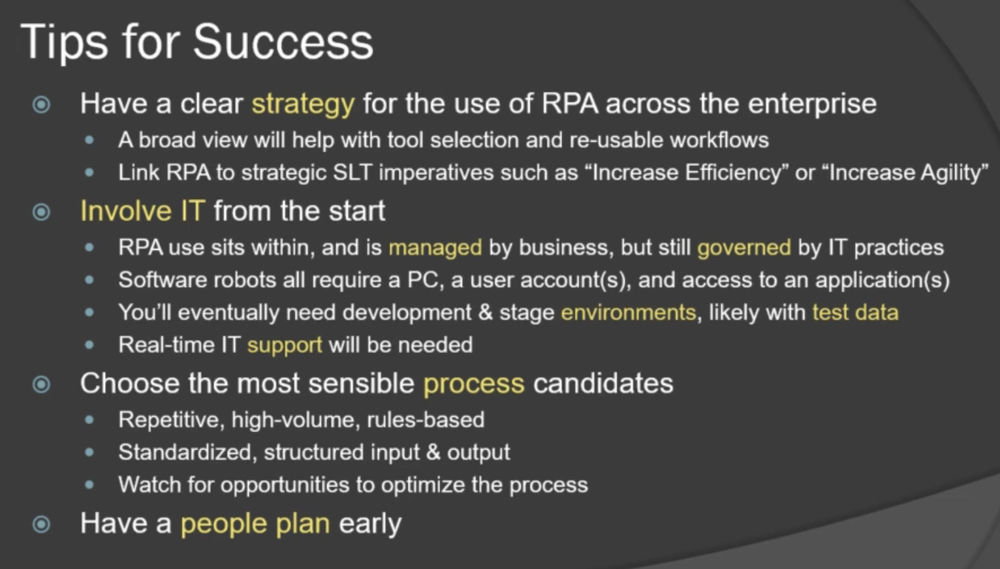 Tips for Success
Have a clear strategy for the use of RPA across the enterprise
A broad view will help with tool selection and re-usable workflows
Link RPA to strategic SLT imperatives such as “Increase Efficiency” or “Increase Agility”
Involve IT from the start
RPA use sits within, and is managed by business, but still governed by IT practices
Software robots all require a PC, a user account(s), and access to an application(s)
You’ll eventually need development & stage environments, likely with test data
Real-time IT support will be needed
Choose the most sensible process candidates
Repetitive, high-volume, rules-based
Standardized, structured input & output
Watch for opportunities to optimize the process
Have a people plan early